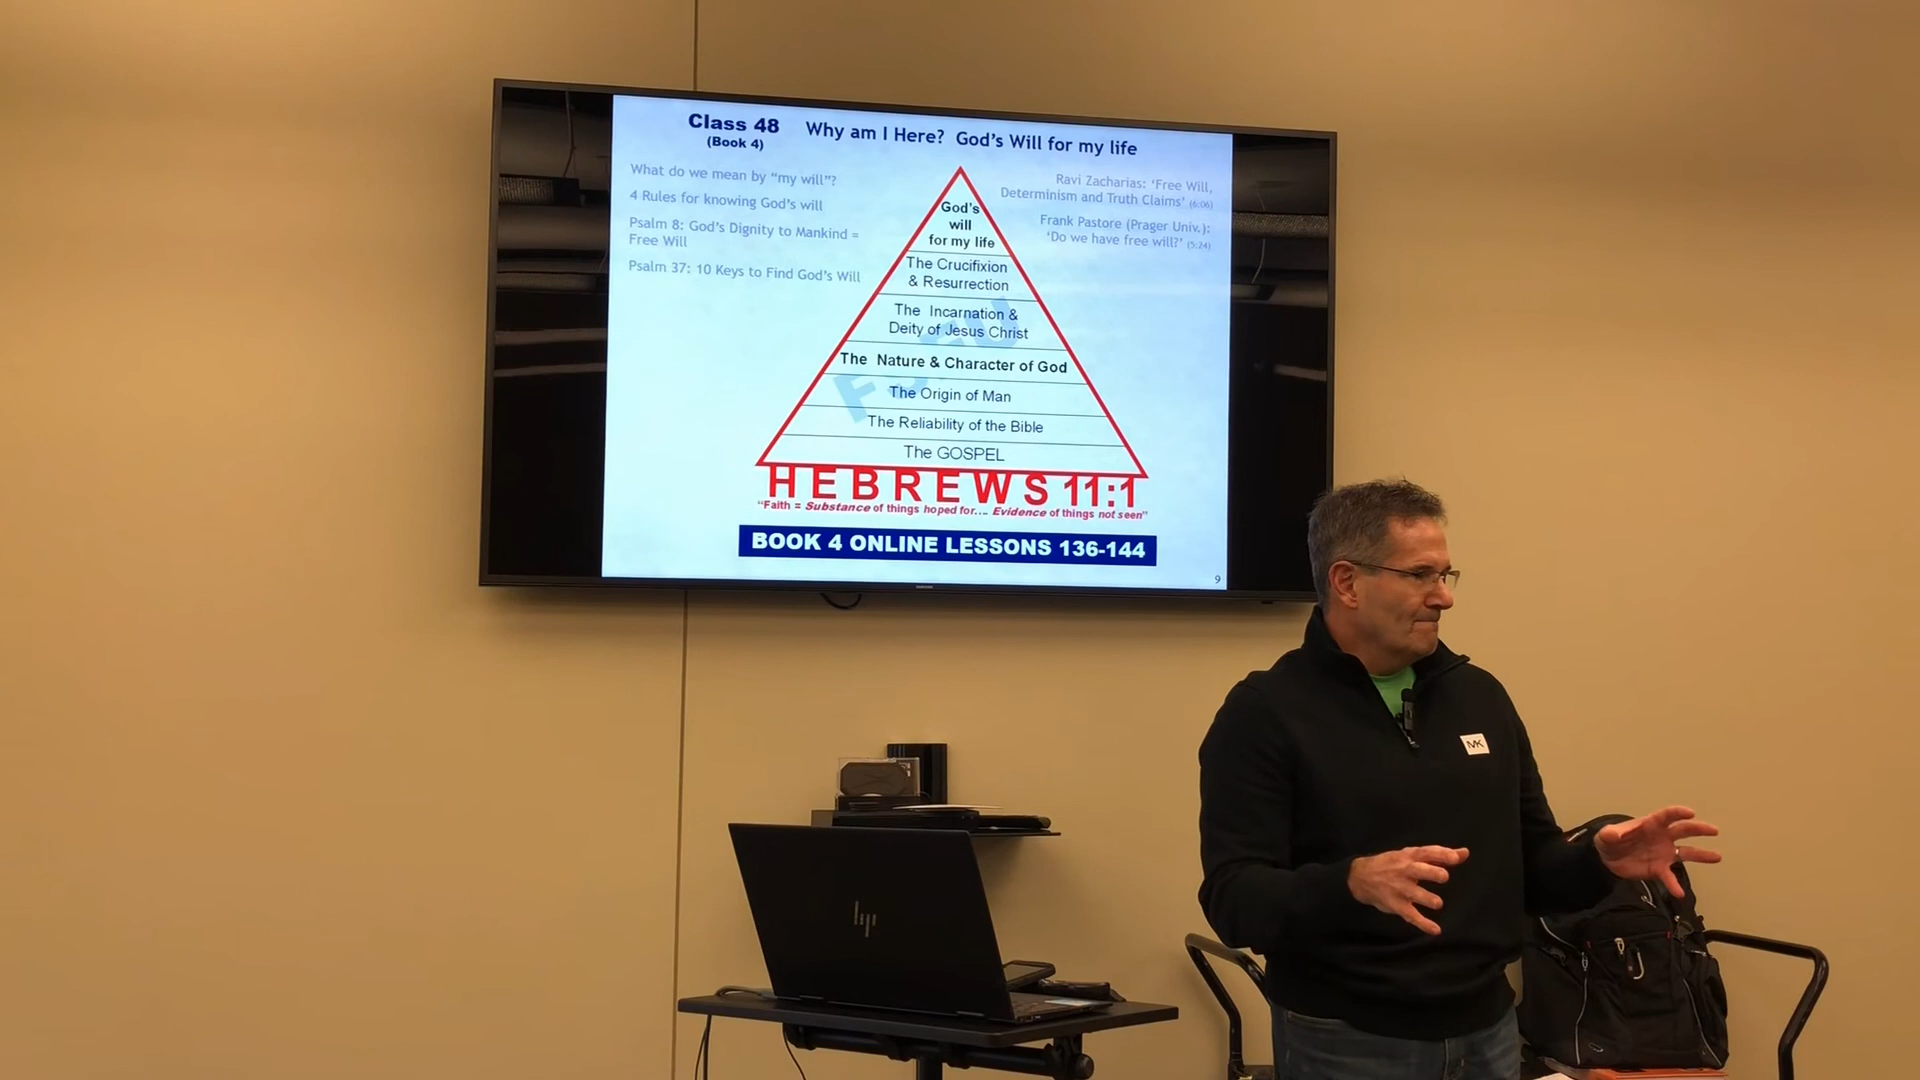 Class 48
(Book 4)
Why am I Here?  God's Will for my life
What do we mean by "my will"?
4 Rules for knowing God's will
Psalm 8: God's Dignity to Mankind =
Free Will
Psalm 37: 10 Keys to Find God's Will
Ravi Zacharias: 'Free Will,
Determinism and Truth Claims' (6:06)
Frank Pastore (Prager Univ.):
'Do we have free will?' (5:24)
God's
will
for my life
The Crucifixion
& Resurrection
The  Incarnation &
Deity of Jesus Christ
The  Nature & Character of God
The Origin of Man
The Reliability of the Bible
The GOSPEL
HEBREWS 11:1
"Faith = Substance of things hoped for.... Evidence of things not seen"
BOOK 4 ONLINE LESSONS 136-144
9
SAMSUNG
MK
hp